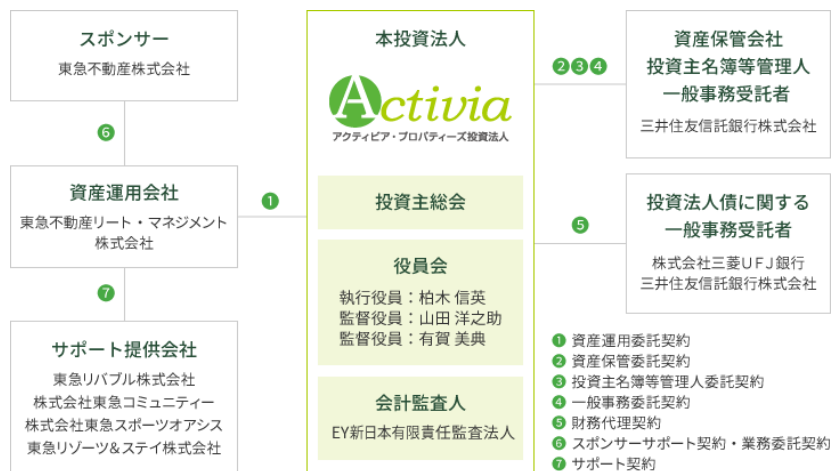 スポンサー
東急不動産株式会社
❻
資産運用会社
東急不動産リート・マネジメント
株式会社
❼
サポート提供会社
東急リバブル株式会社
株式会社東急コミュニティー
株式会社東急スポーツオアシス
東急リゾーツ&ステイ株式会社
❶
本投資法人
Activia
アクティビア・プロパティーズ投資法人
投資主総会
役員会
執行役員：柏木 信英
監督役員：山田 洋之助
監督役員：有賀 美典
会計監査人
EY新日本有限責任監査法人
❷❸❹
資産保管会社
投資主名簿等管理人
一般事務受託者
三井住友信託銀行株式会社
❺
投資法人債に関する
一般事務受託者
株式会社三菱UFJ銀行
三井住友信託銀行株式会社
❶ 資産運用委託契約
❷ 資産保管委託契約
❸ 投資主名簿等管理人委託契約
❹ 一般事務委託契約
❺ 財務代理契約
❻ スポンサーサポート契約・業務委託契約
❼ サポート契約